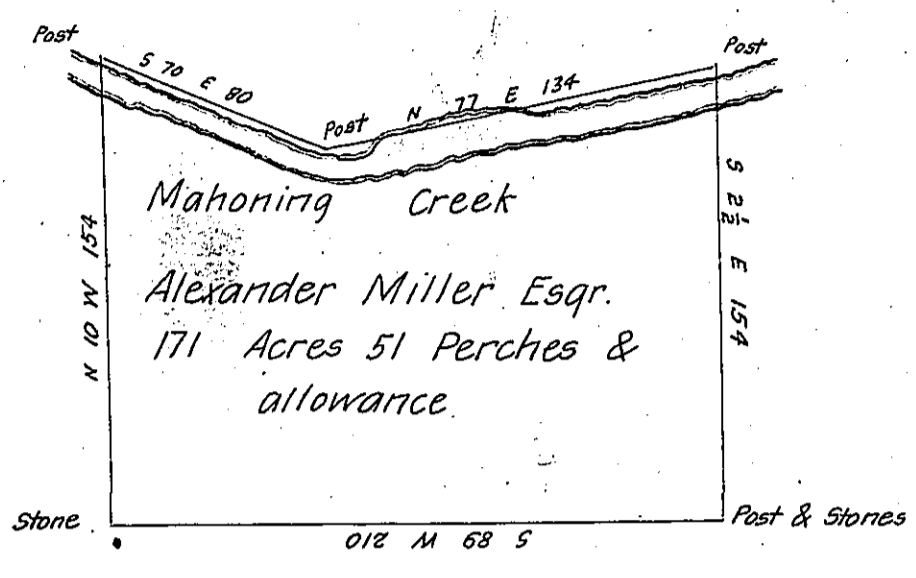 Post
S 70 E 80
Post
N 77 E 134
Post
Mahoning Creek
N 10 W 154
S 2½ E 154
Alexander Miller Esqr.
171 Acres 51 Perches &
allowance
Stone
S 89 W 210
Post & Stones